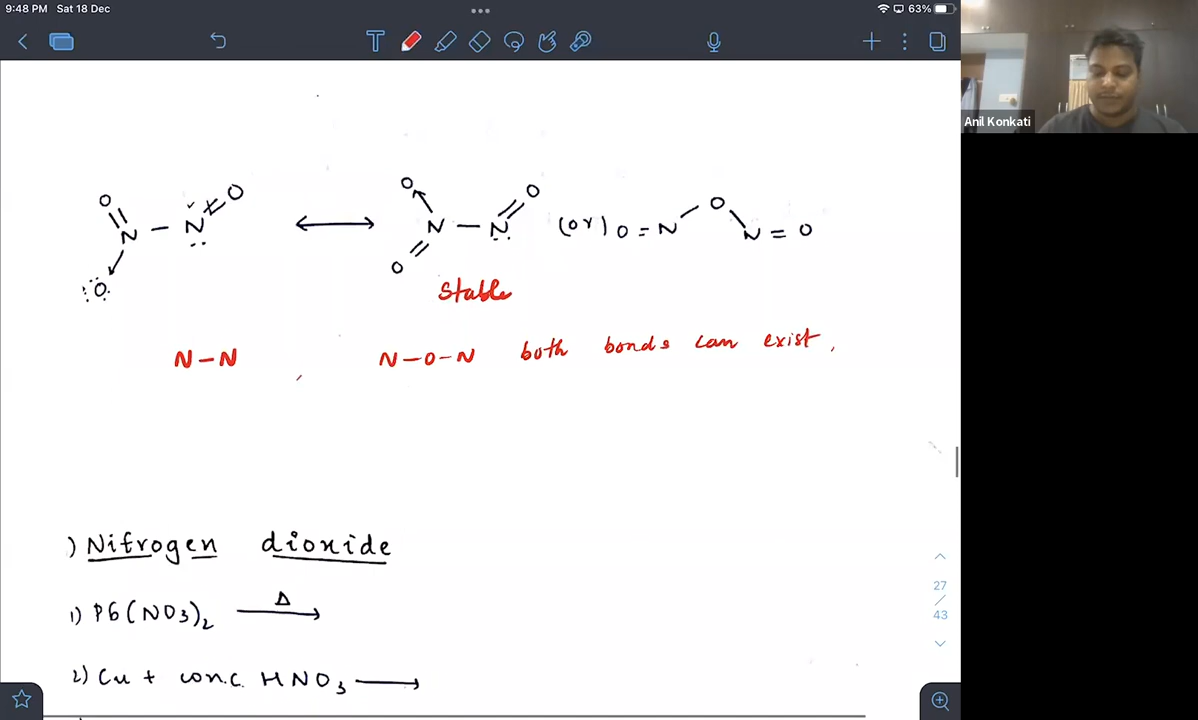 9:48 PM Sat 18 Dec
63%
Anil Konkati
O O O O
N — N N — N (or) O = N O N = O
O O
Stable
N – N , N – O – N both bonds can exist .
) Nitrogen dioxide
1) Pb(NO3)2 Δ ⟶
2) Cu + conc. HNO3 ⟶
27
/
43